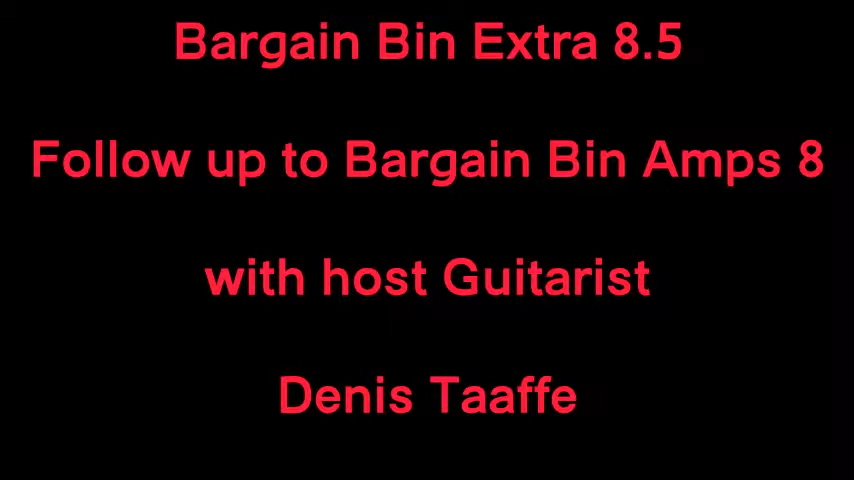 Bargain Bin Extra 8.5
Follow up to Bargain Bin Amps 8
with host Guitarist
Denis Taaffe